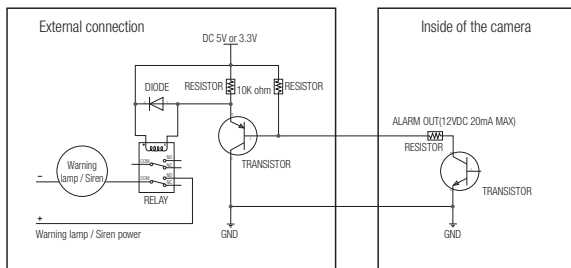 External connection
Inside of the camera
DC 5V or 3.3V
DIODE
RESISTOR
10K ohm
RESISTOR
ALARM OUT(12VDC 20mA MAX)
RESISTOR
TRANSISTOR
TRANSISTOR
Warning
lamp / Siren
COM
NO
NC
COM
NO
NC
RELAY
–
+
Warning lamp / Siren power
GND
GND